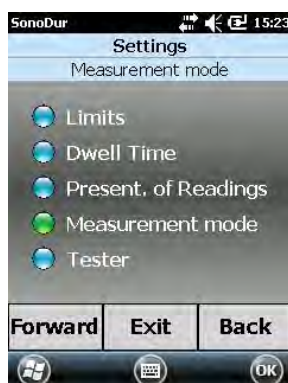 SonoDur 15:23
Settings
Measurement mode
Limits
Dwell Time
Present. of Readings
Measurement mode
Tester
Forward Exit Back
OK